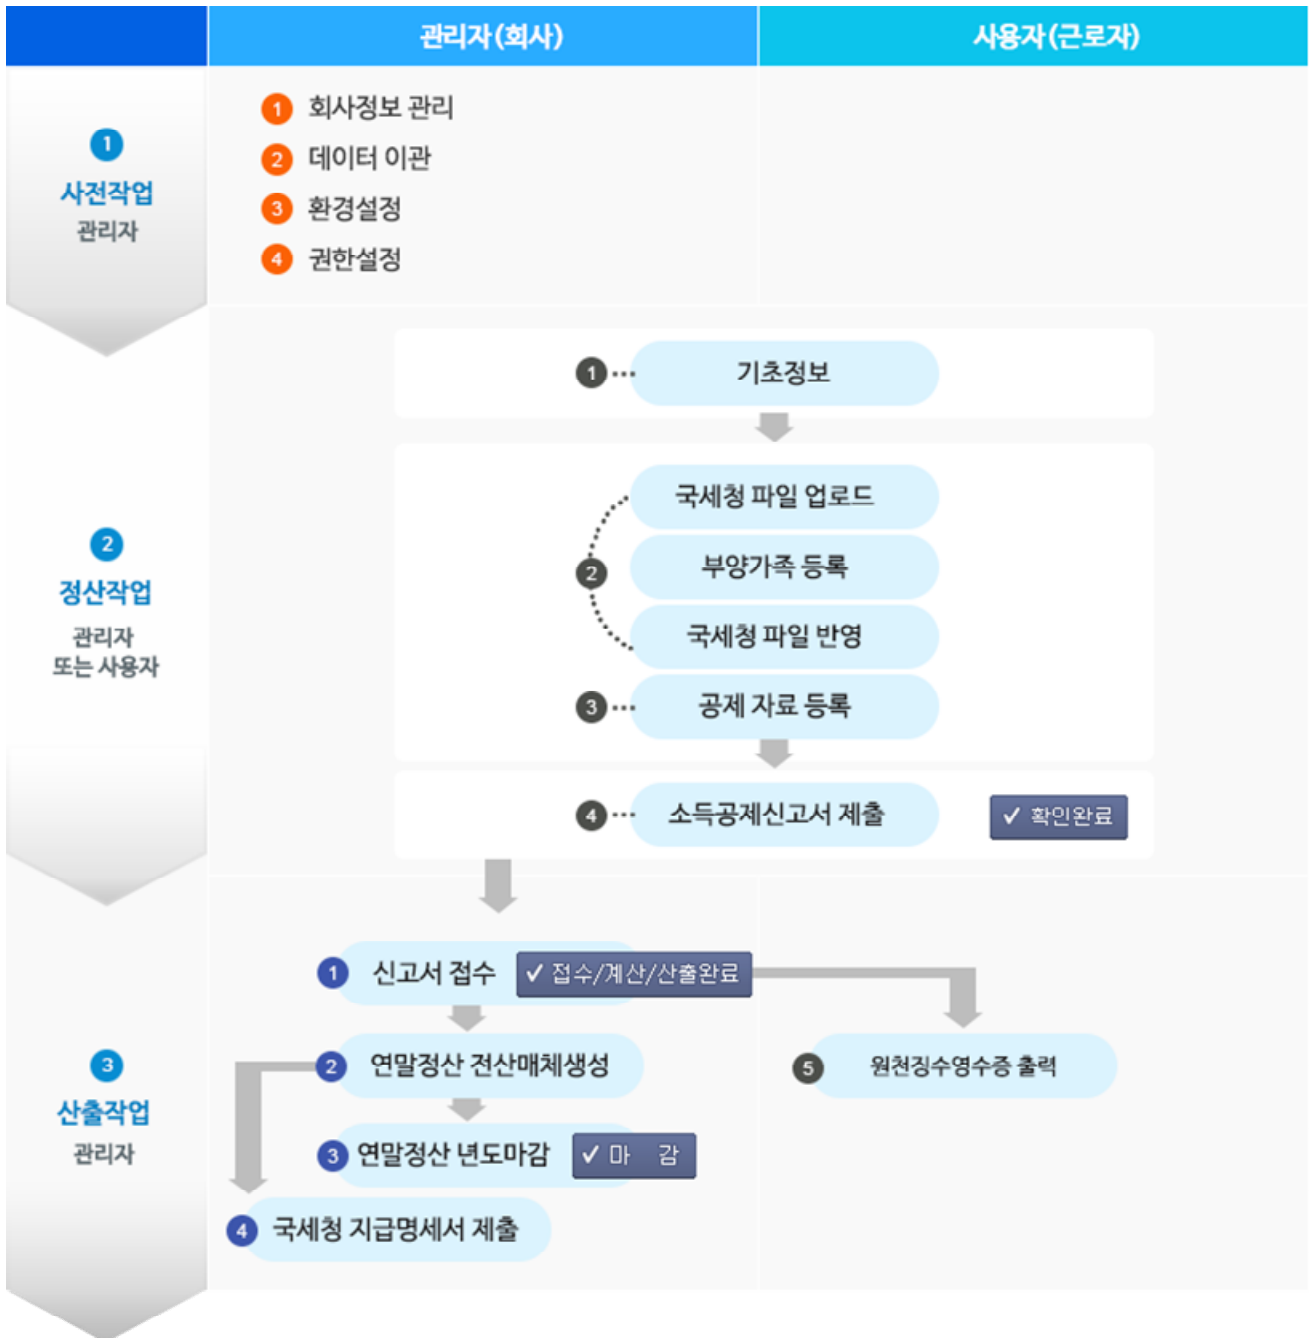 관리자(회사)
사용자(근로자)
1
사전작업
관리자
1 회사정보 관리
2 데이터 이관
3 환경설정
4 권한설정
2
정산작업
관리자
또는 사용자
1 기초정보
국세청 파일 업로드
2 부양가족 등록
국세청 파일 반영
3 공제 자료 등록
4 소득공제신고서 제출
✓ 확인완료
3
산출작업
관리자
1 신고서 접수
✓ 접수/계산/산출완료
2 연말정산 전산매체생성
5 원천징수영수증 출력
3 연말정산 년도마감
✓ 마 감
4 국세청 지급명세서 제출